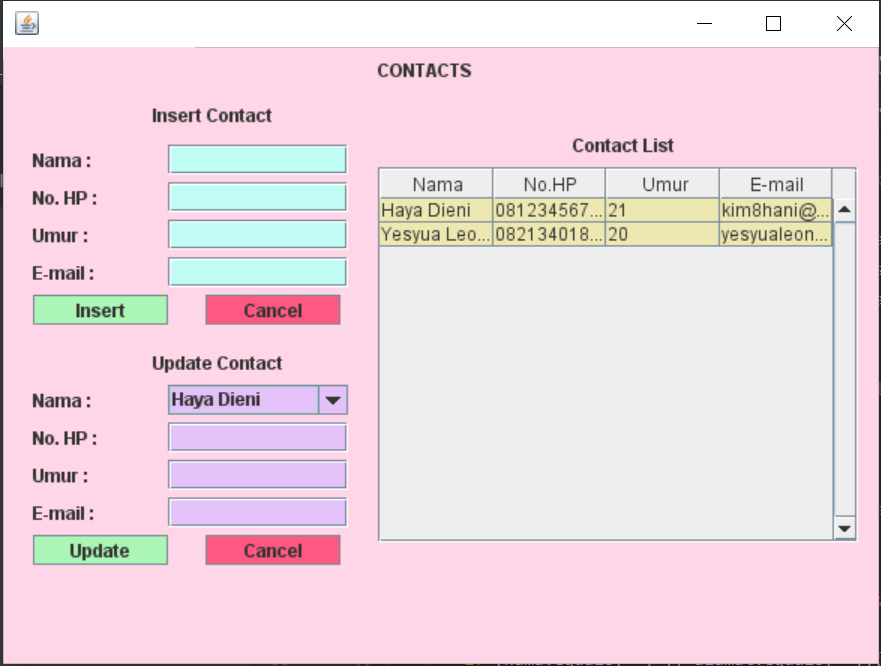 CONTACTS
Insert Contact
Nama :
No. HP :
Umur :
E-mail :
Insert Cancel
Update Contact
Nama : Haya Dieni
No. HP :
Umur :
E-mail :
Update Cancel
Contact List
Nama No.HP Umur E-mail
Haya Dieni 081234567... 21 kim8hani@...
Yesyua Leo... 082134018... 20 yesyualeon...